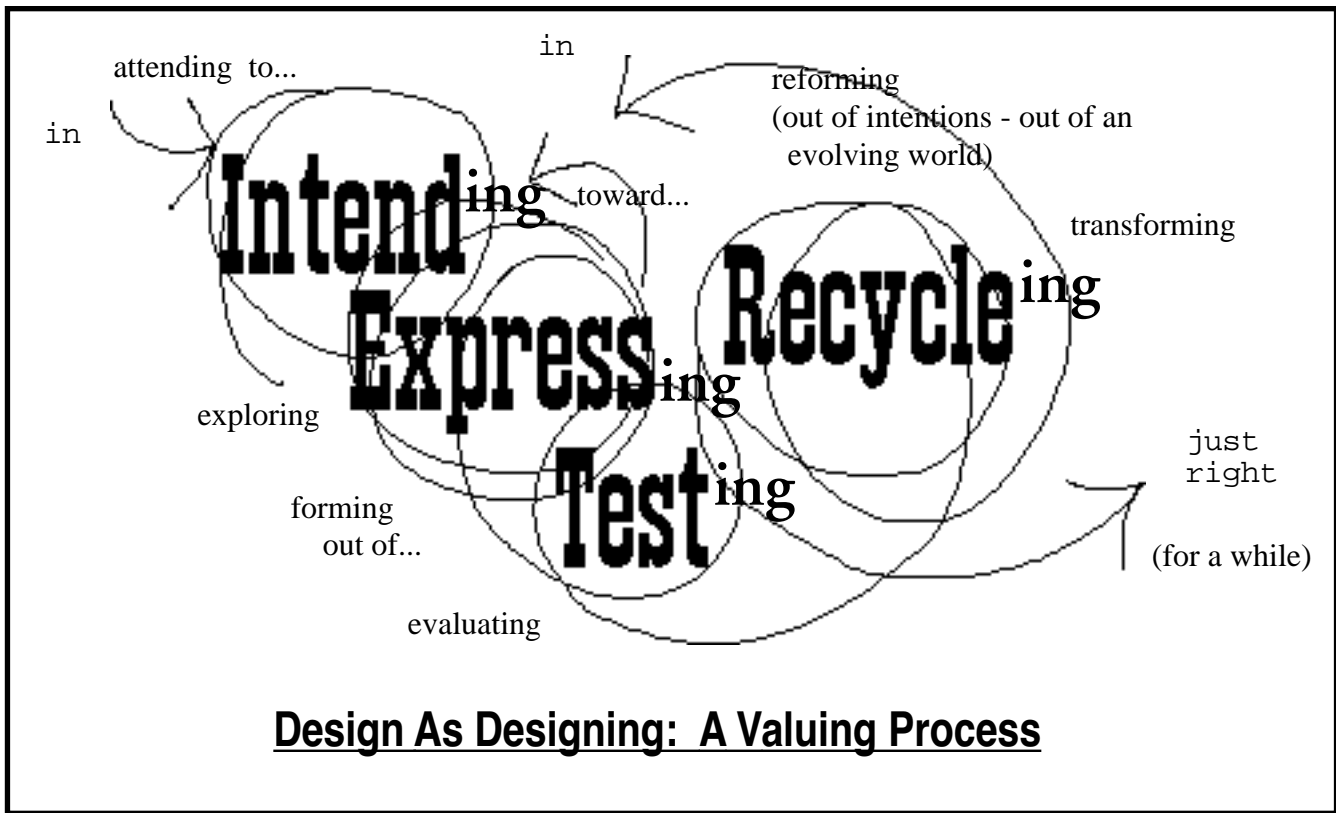 in
attending to...
in
reforming
(out of intentions - out of an
evolving world)
Intending
toward...
transforming
Recycleing
Expressing
exploring
just
right
Testing
forming
out of...
(for a while)
evaluating
Design As Designing: A Valuing Process